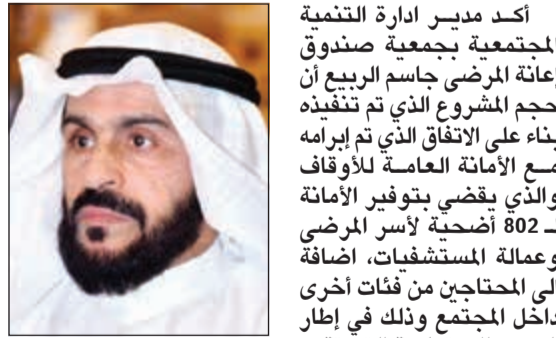 أكد مدير ادارة التنمية
المجتمعية بجمعية صندوق
إعانة المرضى جاسم الربيع أن
حجم المشروع الذي تم تنفيذه
بناء على الاتفاق الذي تم إبرامه
مع الأمانة العامة للأوقاف
والذي يقضي بتوفير الأمانة
لـ 802 أضحية لأسر المرضى
وعمالة المستشفيات، اضافة
الى المحتاجين من فئات أخرى
داخل المجتمع وذلك في إطار